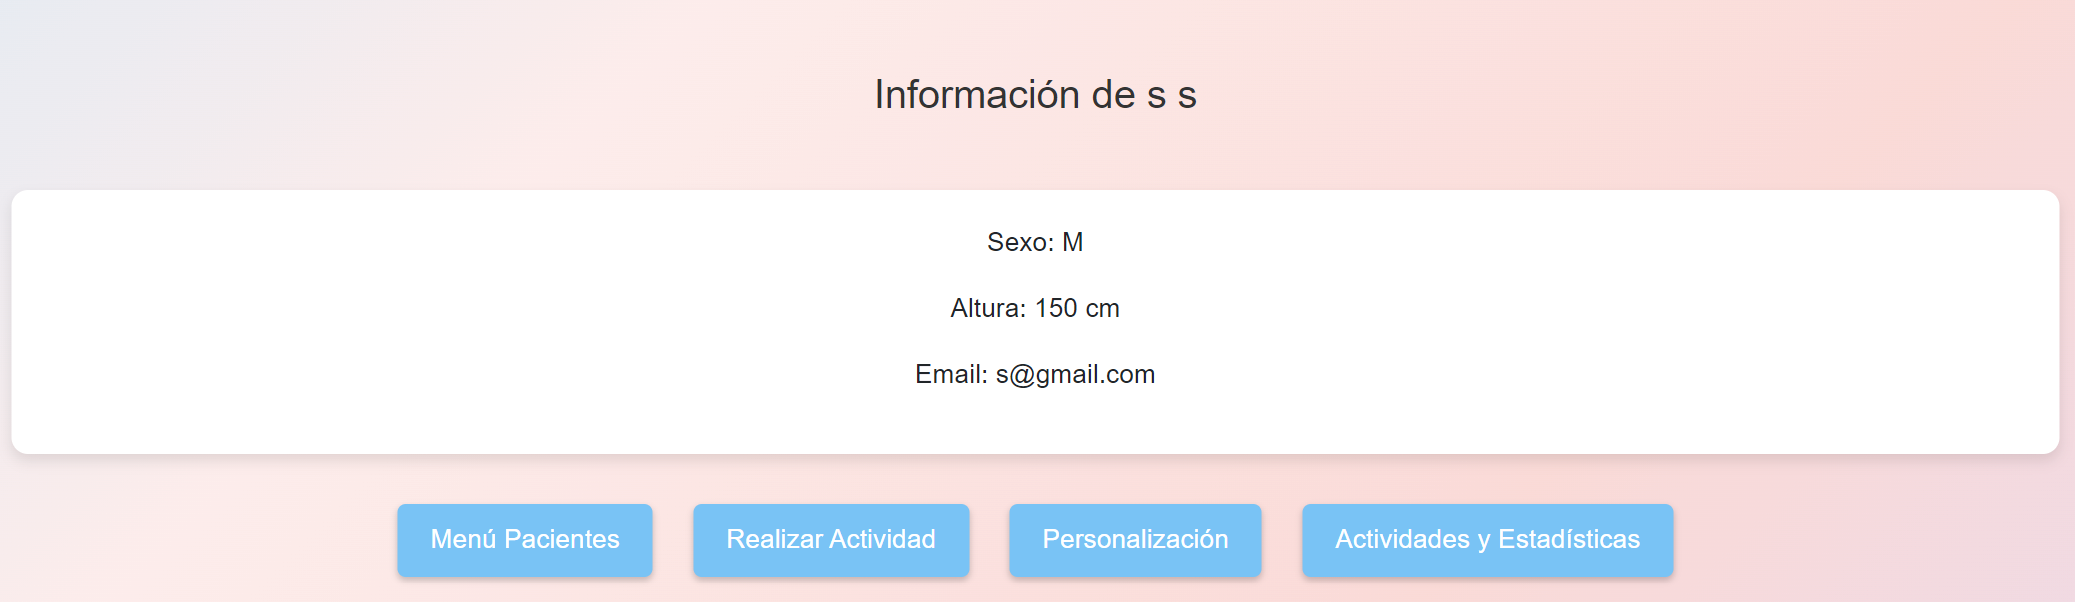 Información de s s
Sexo: M
Altura: 150 cm
Email: s@gmail.com
Menú Pacientes
Realizar Actividad
Personalización
Actividades y Estadísticas